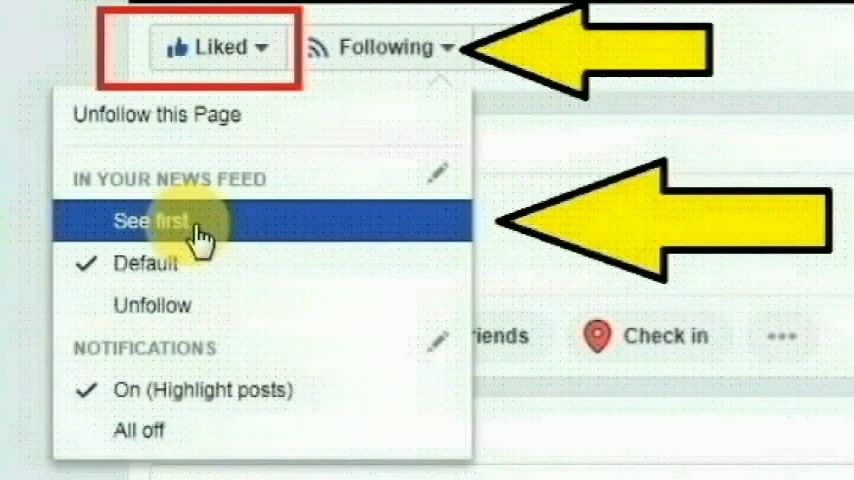 Liked Following
Unfollow this Page
IN YOUR NEWS FEED
See first
Default
Unfollow
riends Check in
NOTIFICATIONS
On (Highlight posts)
All off